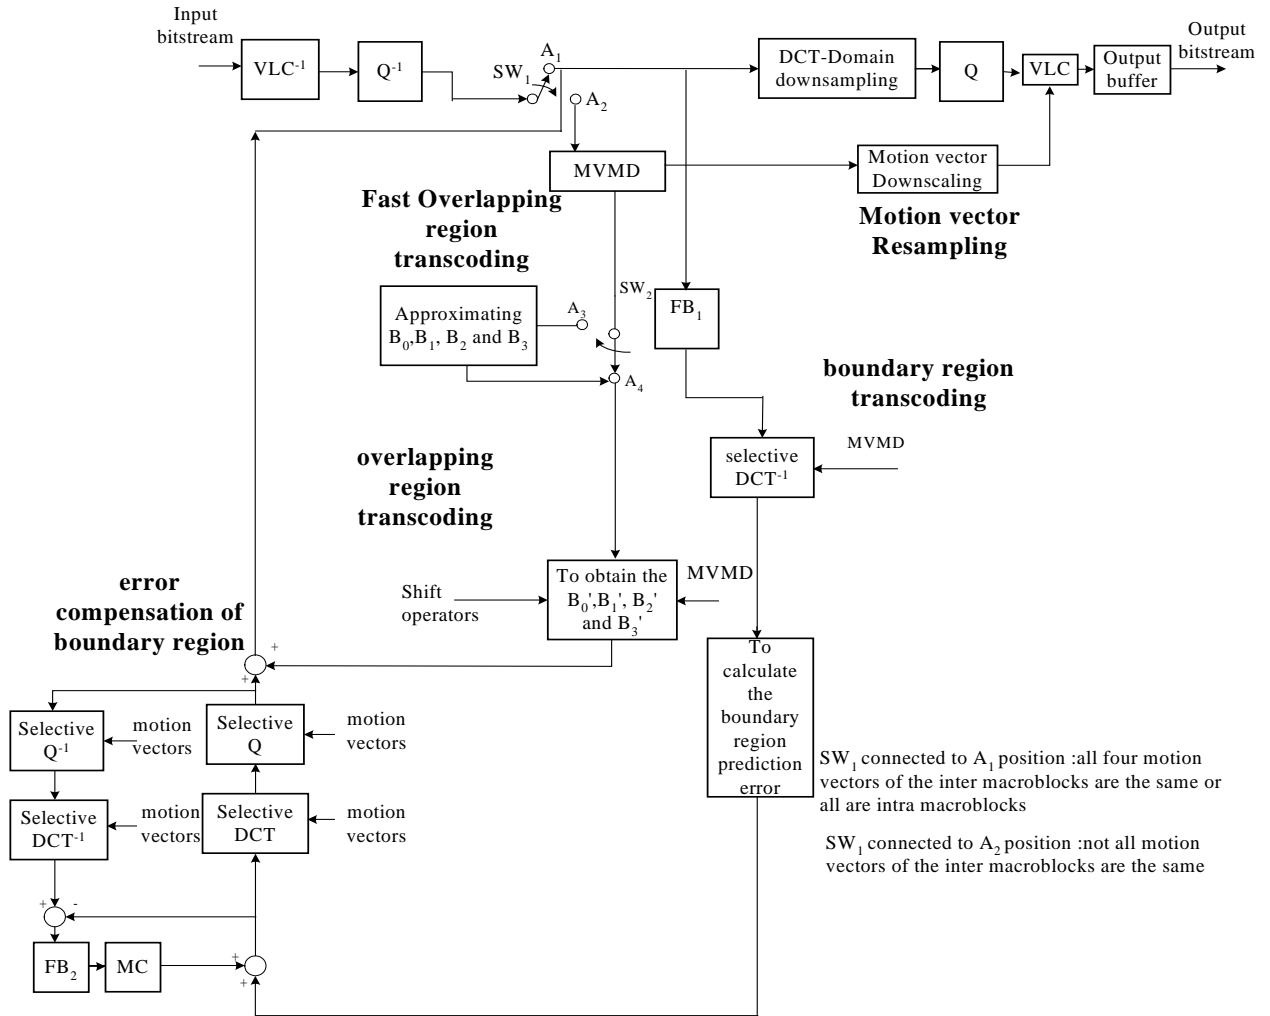 Input
bitstream
VLC⁻¹
Q⁻¹
SW₁
A₁
A₂
DCT-Domain
downsampling
Q
VLC
Output
buffer
Output
bitstream
MVMD
Motion vector
Downscaling
Motion vector
Resampling
Fast Overlapping
region
transcoding
Approximating
B₀,B₁, B₂ and B₃
A₃
SW₂
A₄
FB₁
boundary region
transcoding
selective
DCT⁻¹
MVMD
overlapping
region
transcoding
Shift
operators
To obtain the
B₀',B₁', B₂'
and B₃'
MVMD
To
calculate
the
boundary
region
prediction
error
error
compensation of
boundary region
+
+
Selective
Q⁻¹
motion
vectors
Selective
Q
motion
vectors
Selective
DCT⁻¹
motion
vectors
Selective
DCT
motion
vectors
+
-
FB₂
MC
+
+
SW₁ connected to A₁ position :all four motion
vectors of the inter macroblocks are the same or
all are intra macroblocks
SW₁ connected to A₂ position :not all motion
vectors of the inter macroblocks are the same